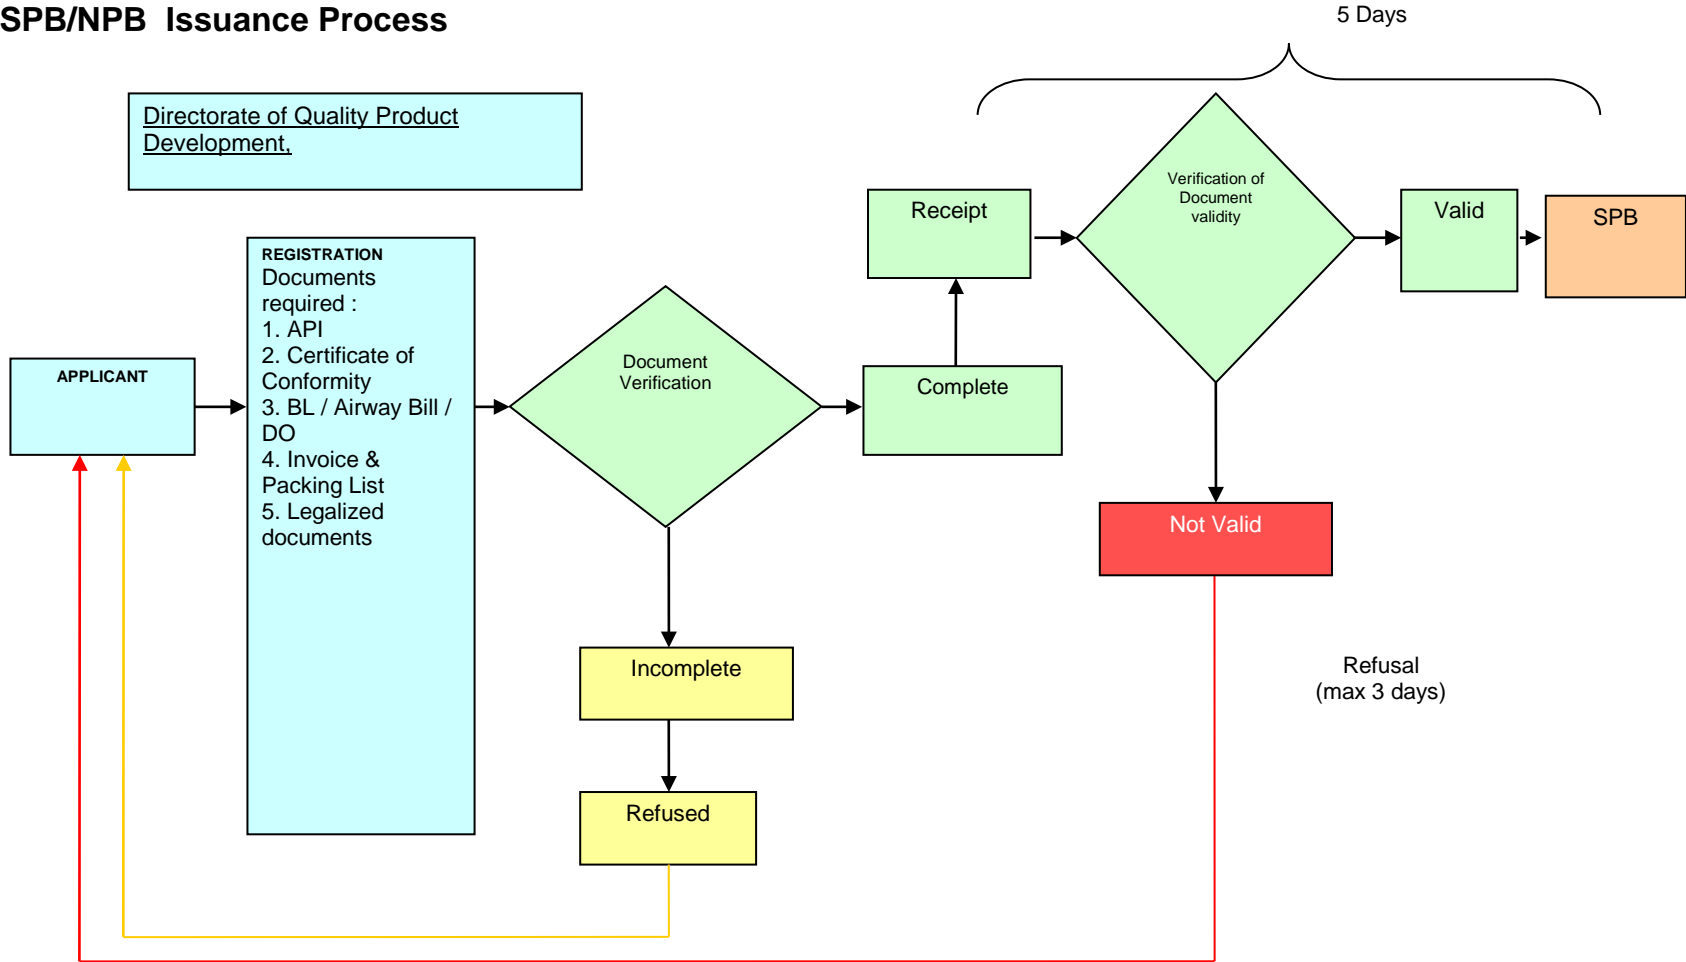 SPB/NPB  Issuance Process
5 Days
Directorate of Quality Product
Development,
Receipt
Verification of
Document
validity
Valid
SPB
REGISTRATION
Documents
required :
1. API
2. Certificate of
Conformity
3. BL / Airway Bill /
DO
4. Invoice &
Packing List
5. Legalized
documents
APPLICANT
Document
Verification
Complete
Not Valid
Incomplete
Refusal
(max 3 days)
Refused